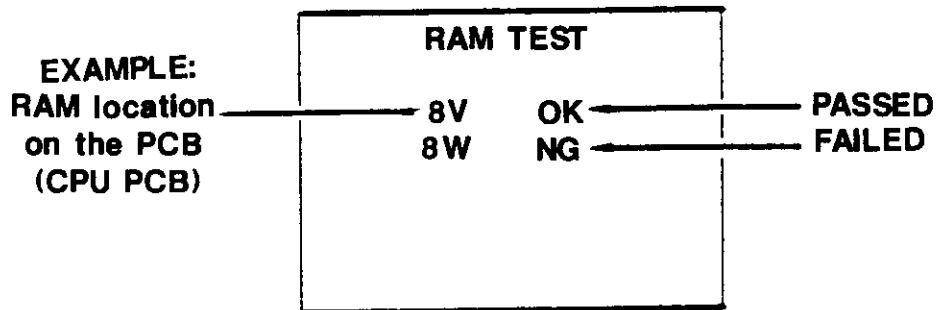 RAM TEST
EXAMPLE:
RAM location
on the PCB
(CPU PCB)
8V OK
8W NG
PASSED
FAILED